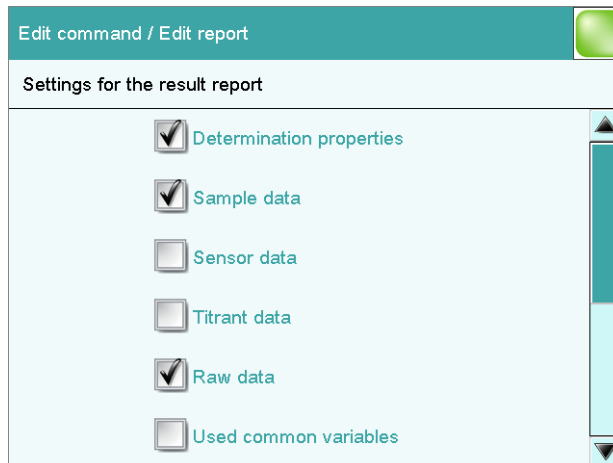 Edit command / Edit report
Settings for the result report
Determination properties
Sample data
Sensor data
Titrant data
Raw data
Used common variables